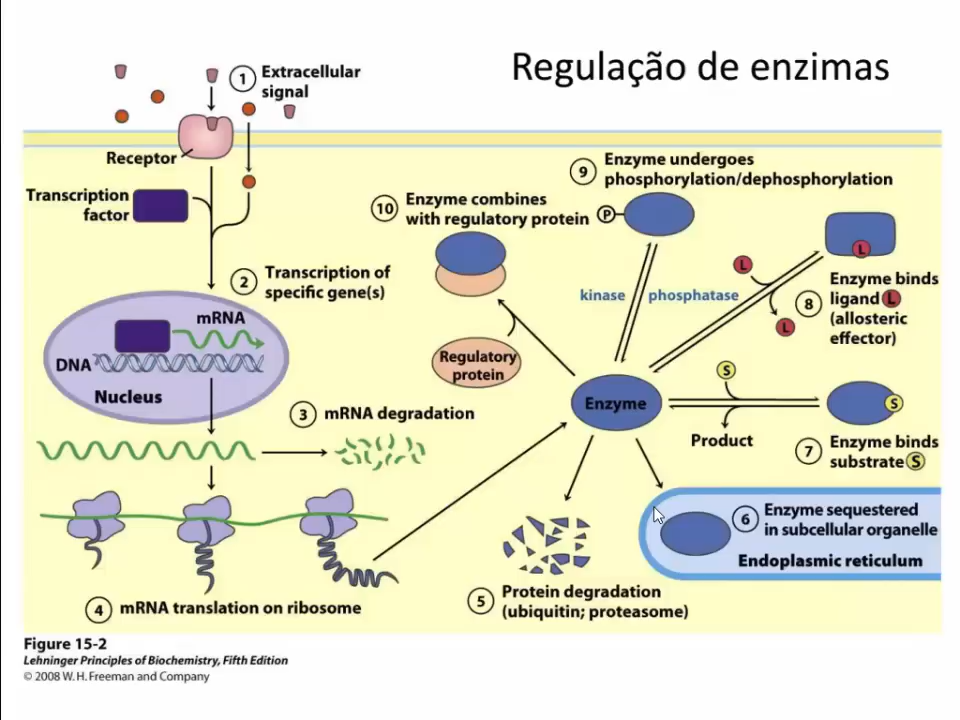 Regulação de enzimas
1 Extracellular
signal
Receptor
Transcription
factor
2 Transcription of
specific gene(s)
mRNA
DNA
Nucleus
3 mRNA degradation
4 mRNA translation on ribosome
10 Enzyme combines
with regulatory protein
Regulatory
protein
9 Enzyme undergoes
phosphorylation/dephosphorylation
P
kinase
phosphatase
L
L
L
8 Enzyme binds
ligand L
(allosteric
effector)
Enzyme
S
S
Product
7 Enzyme binds
substrate S
6 Enzyme sequestered
in subcellular organelle
Endoplasmic reticulum
5 Protein degradation
(ubiquitin; proteasome)
Figure 15-2
Lehninger Principles of Biochemistry, Fifth Edition
© 2008 W. H. Freeman and Company